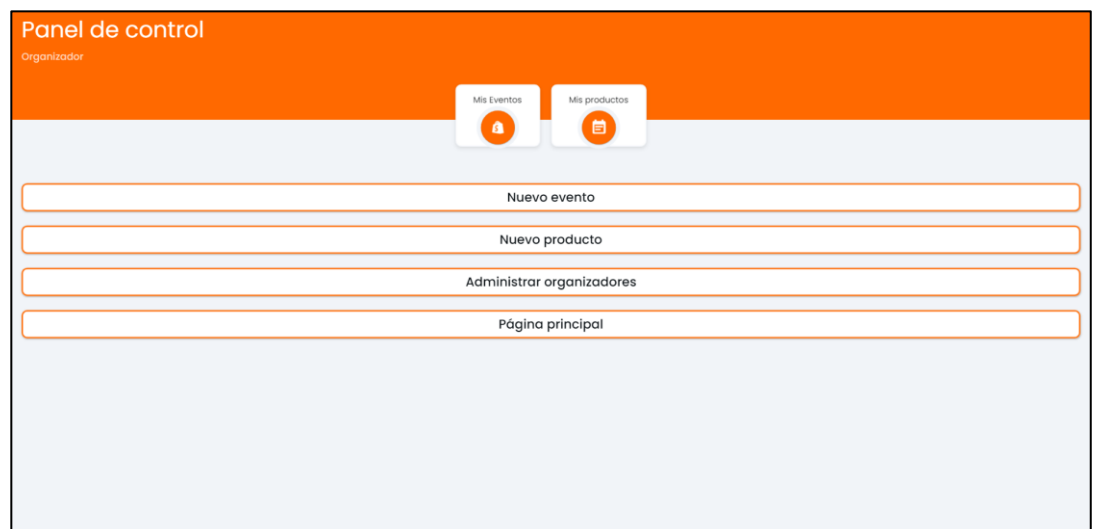 Panel de control
Organizador
Mis Eventos
Mis productos
Nuevo evento
Nuevo producto
Administrar organizadores
Página principal